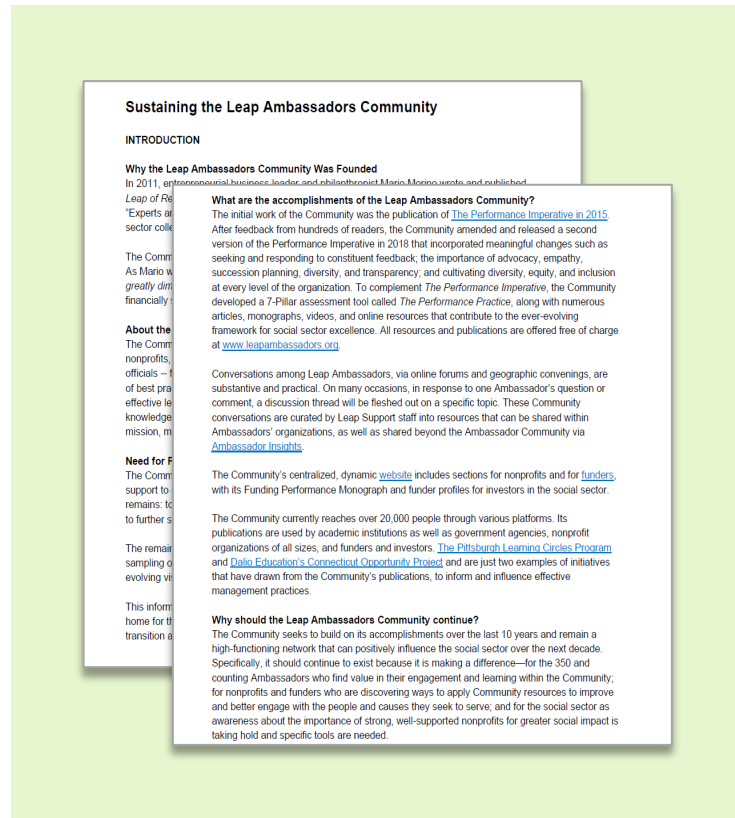 Sustaining the Leap Ambassadors Community
INTRODUCTION
Why the Leap Ambassadors Community Was Founded
In 2011, entrepreneurial business leader and philanthropist Mario Morino wrote and published
Leap of Re
"Experts ar
sector colle
The Comm
As Mario w
greatly dim
financially s
About the
The Comm
nonprofits,
officials -- f
of best pra
effective le
knowledge
mission, m
Need for F
The Comm
support to
remains: to
to further s
The remain
sampling o
evolving vis
This inform
home for th
transition a
What are the accomplishments of the Leap Ambassadors Community?
The initial work of the Community was the publication of The Performance Imperative in 2015.
After feedback from hundreds of readers, the Community amended and released a second
version of the Performance Imperative in 2018 that incorporated meaningful changes such as
seeking and responding to constituent feedback; the importance of advocacy, empathy,
succession planning, diversity, and transparency; and cultivating diversity, equity, and inclusion
at every level of the organization. To complement The Performance Imperative, the Community
developed a 7-Pillar assessment tool called The Performance Practice, along with numerous
articles, monographs, videos, and online resources that contribute to the ever-evolving
framework for social sector excellence. All resources and publications are offered free of charge
at www.leapambassadors.org.
Conversations among Leap Ambassadors, via online forums and geographic convenings, are
substantive and practical. On many occasions, in response to one Ambassador's question or
comment, a discussion thread will be fleshed out on a specific topic. These Community
conversations are curated by Leap Support staff into resources that can be shared within
Ambassadors' organizations, as well as shared beyond the Ambassador Community via
Ambassador Insights.
The Community's centralized, dynamic website includes sections for nonprofits and for funders,
with its Funding Performance Monograph and funder profiles for investors in the social sector.
The Community currently reaches over 20,000 people through various platforms. Its
publications are used by academic institutions as well as government agencies, nonprofit
organizations of all sizes, and funders and investors. The Pittsburgh Learning Circles Program
and Dalio Education's Connecticut Opportunity Project and are just two examples of initiatives
that have drawn from the Community's publications, to inform and influence effective
management practices.
Why should the Leap Ambassadors Community continue?
The Community seeks to build on its accomplishments over the last 10 years and remain a
high-functioning network that can positively influence the social sector over the next decade.
Specifically, it should continue to exist because it is making a difference—for the 350 and
counting Ambassadors who find value in their engagement and learning within the Community;
for nonprofits and funders who are discovering ways to apply Community resources to improve
and better engage with the people and causes they seek to serve; and for the social sector as
awareness about the importance of strong, well-supported nonprofits for greater social impact is
taking hold and specific tools are needed.